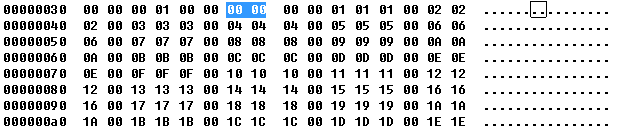 00000030 00 00 00 01 00 00 00 00 00 00 01 01 01 00 02 02 ................
00000040 02 00 03 03 03 00 04 04 04 00 05 05 05 00 06 06 ................
00000050 06 00 07 07 07 00 08 08 08 00 09 09 09 00 0A 0A ................
00000060 0A 00 0B 0B 0B 00 0C 0C 0C 00 0D 0D 0D 00 0E 0E ................
00000070 0E 00 0F 0F 0F 00 10 10 10 00 11 11 11 00 12 12 ................
00000080 12 00 13 13 13 00 14 14 14 00 15 15 15 00 16 16 ................
00000090 16 00 17 17 17 00 18 18 18 00 19 19 19 00 1A 1A ................
000000a0 1A 00 1B 1B 1B 00 1C 1C 1C 00 1D 1D 1D 00 1E 1E ................